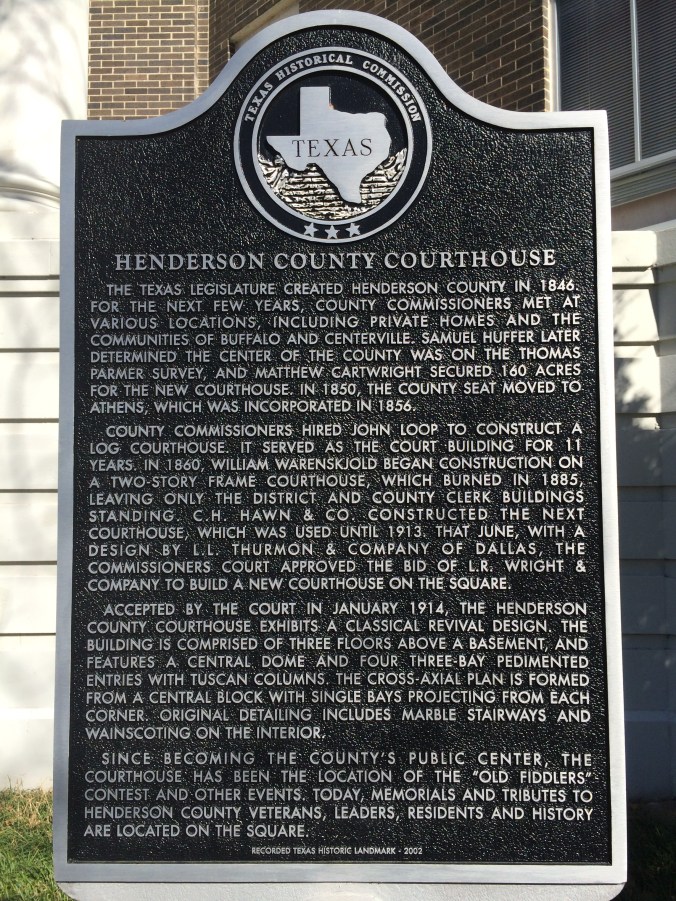 TEXAS HISTORICAL COMMISSION
TEXAS
HENDERSON COUNTY COURTHOUSE
THE TEXAS LEGISLATURE CREATED HENDERSON COUNTY IN 1846.
FOR THE NEXT FEW YEARS, COUNTY COMMISSIONERS MET AT
VARIOUS LOCATIONS, INCLUDING PRIVATE HOMES AND THE
COMMUNITIES OF BUFFALO AND CENTERVILLE. SAMUEL HUFFER LATER
DETERMINED THE CENTER OF THE COUNTY WAS ON THE THOMAS
PARMER SURVEY, AND MATTHEW CARTWRIGHT SECURED 160 ACRES
FOR THE NEW COURTHOUSE. IN 1850, THE COUNTY SEAT MOVED TO
ATHENS, WHICH WAS INCORPORATED IN 1856.
COUNTY COMMISSIONERS HIRED JOHN LOOP TO CONSTRUCT A
LOG COURTHOUSE. IT SERVED AS THE COURT BUILDING FOR 11
YEARS. IN 1860, WILLIAM WARENSKJOLD BEGAN CONSTRUCTION ON
A TWO-STORY FRAME COURTHOUSE, WHICH BURNED IN 1885,
LEAVING ONLY THE DISTRICT AND COUNTY CLERK BUILDINGS
STANDING. C.H. HAWN & CO. CONSTRUCTED THE NEXT
COURTHOUSE, WHICH WAS USED UNTIL 1913. THAT JUNE, WITH A
DESIGN BY L.L. THURMON & COMPANY OF DALLAS, THE
COMMISSIONERS COURT APPROVED THE BID OF L.R. WRIGHT &
COMPANY TO BUILD A NEW COURTHOUSE ON THE SQUARE.
ACCEPTED BY THE COURT IN JANUARY 1914, THE HENDERSON
COUNTY COURTHOUSE EXHIBITS A CLASSICAL REVIVAL DESIGN. THE
BUILDING IS COMPRISED OF THREE FLOORS ABOVE A BASEMENT, AND
FEATURES A CENTRAL DOME AND FOUR THREE-BAY PEDIMENTED
ENTRIES WITH TUSCAN COLUMNS. THE CROSS-AXIAL PLAN IS FORMED
FROM A CENTRAL BLOCK WITH SINGLE BAYS PROJECTING FROM EACH
CORNER. ORIGINAL DETAILING INCLUDES MARBLE STAIRWAYS AND
WAINSCOTING ON THE INTERIOR.
SINCE BECOMING THE COUNTY'S PUBLIC CENTER, THE
COURTHOUSE HAS BEEN THE LOCATION OF THE "OLD FIDDLERS"
CONTEST AND OTHER EVENTS. TODAY, MEMORIALS AND TRIBUTES TO
HENDERSON COUNTY VETERANS, LEADERS, RESIDENTS AND HISTORY
ARE LOCATED ON THE SQUARE.
RECORDED TEXAS HISTORIC LANDMARK - 2002